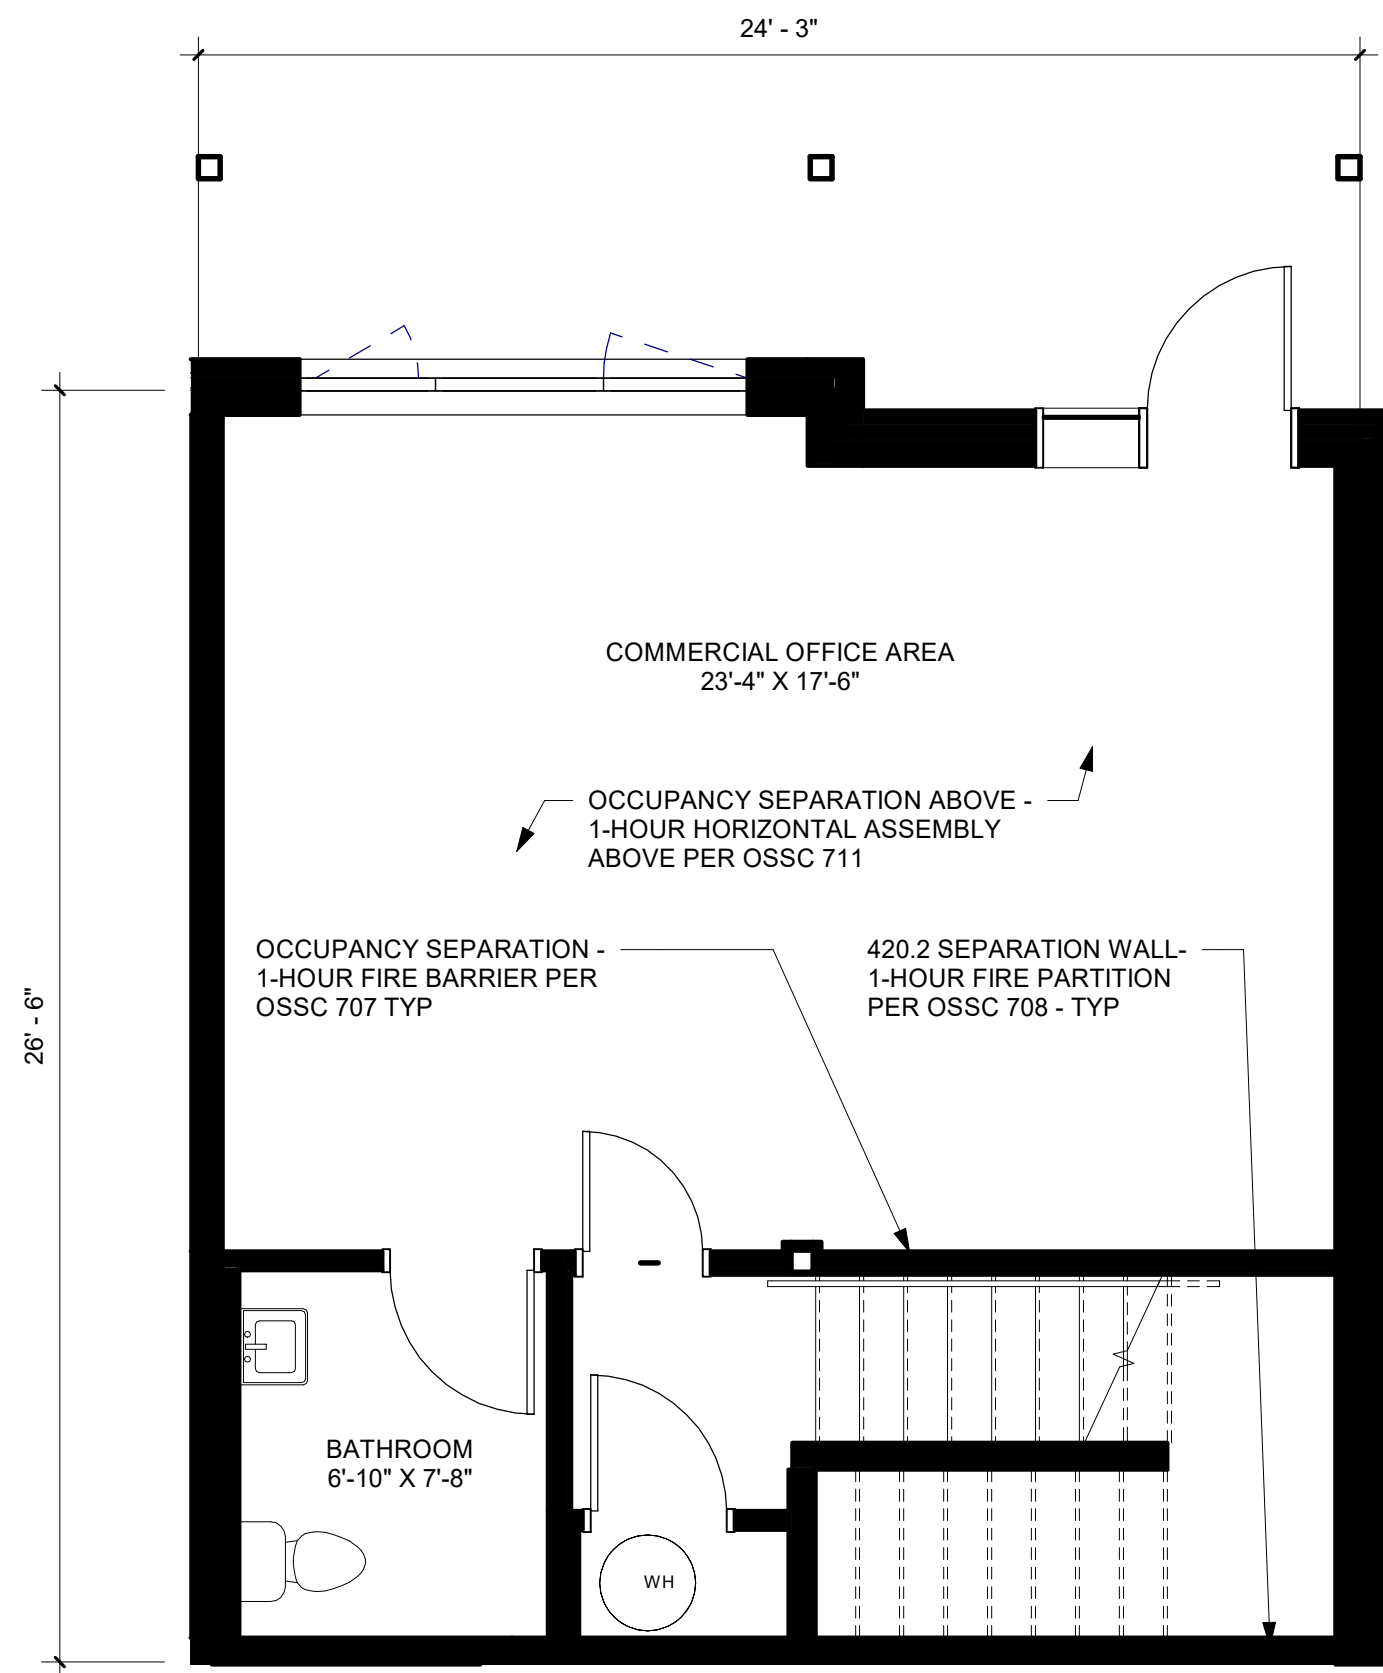 24' - 3"
COMMERCIAL OFFICE AREA
23'-4" X 17'-6"
OCCUPANCY SEPARATION ABOVE -
1-HOUR HORIZONTAL ASSEMBLY
ABOVE PER OSSC 711
OCCUPANCY SEPARATION -
1-HOUR FIRE BARRIER PER
OSSC 707 TYP
420.2 SEPARATION WALL-
1-HOUR FIRE PARTITION
PER OSSC 708 - TYP
26' - 6"
BATHROOM
6'-10" X 7'-8"
WH